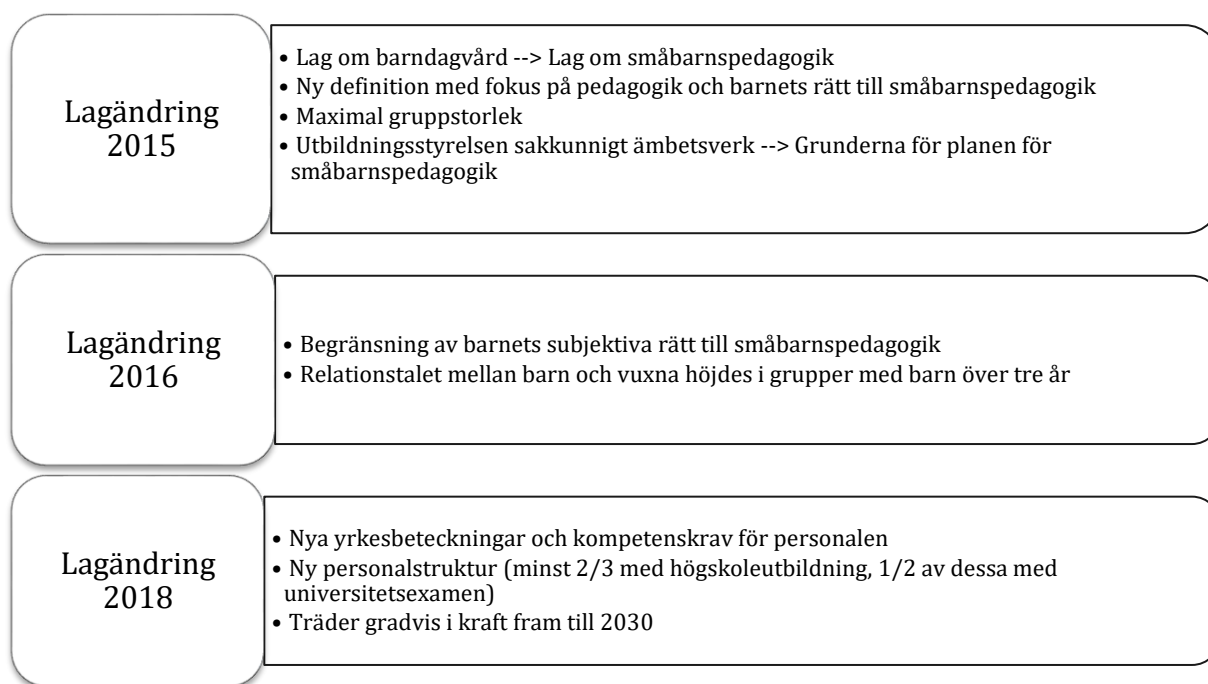 Lagändring
2015
• Lag om barndagvård --> Lag om småbarnspedagogik
• Ny definition med fokus på pedagogik och barnets rätt till småbarnspedagogik
• Maximal gruppstorlek
• Utbildningsstyrelsen sakkunnigt ämbetsverk --> Grunderna för planen för
småbarnspedagogik
Lagändring
2016
• Begränsning av barnets subjektiva rätt till småbarnspedagogik
• Relationstalet mellan barn och vuxna höjdes i grupper med barn över tre år
Lagändring
2018
• Nya yrkesbeteckningar och kompetenskrav för personalen
• Ny personalstruktur (minst 2/3 med högskoleutbildning, 1/2 av dessa med
universitetsexamen)
• Träder gradvis i kraft fram till 2030